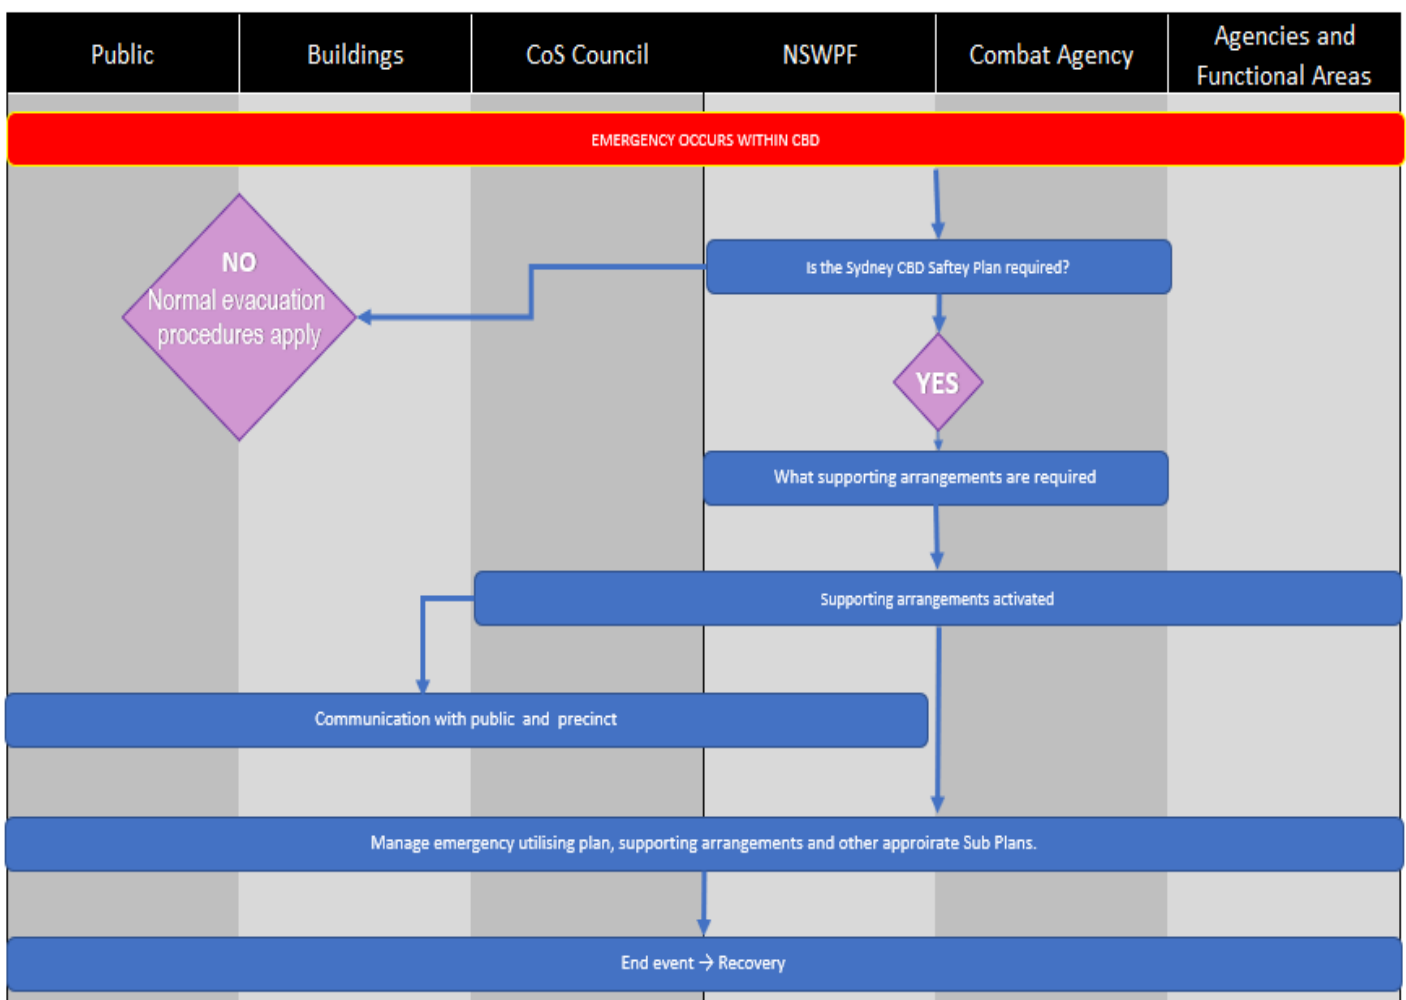 Public
Buildings
CoS Council
NSWPF
Combat Agency
Agencies and
Functional Areas
EMERGENCY OCCURS WITHIN CBD
Is the Sydney CBD Saftey Plan required?
NO
Normal evacuation
procedures apply
YES
What supporting arrangements are required
Supporting arrangements activated
Communication with public and precinct
Manage emergency utilising plan, supporting arrangements and other approirate Sub Plans.
End event → Recovery